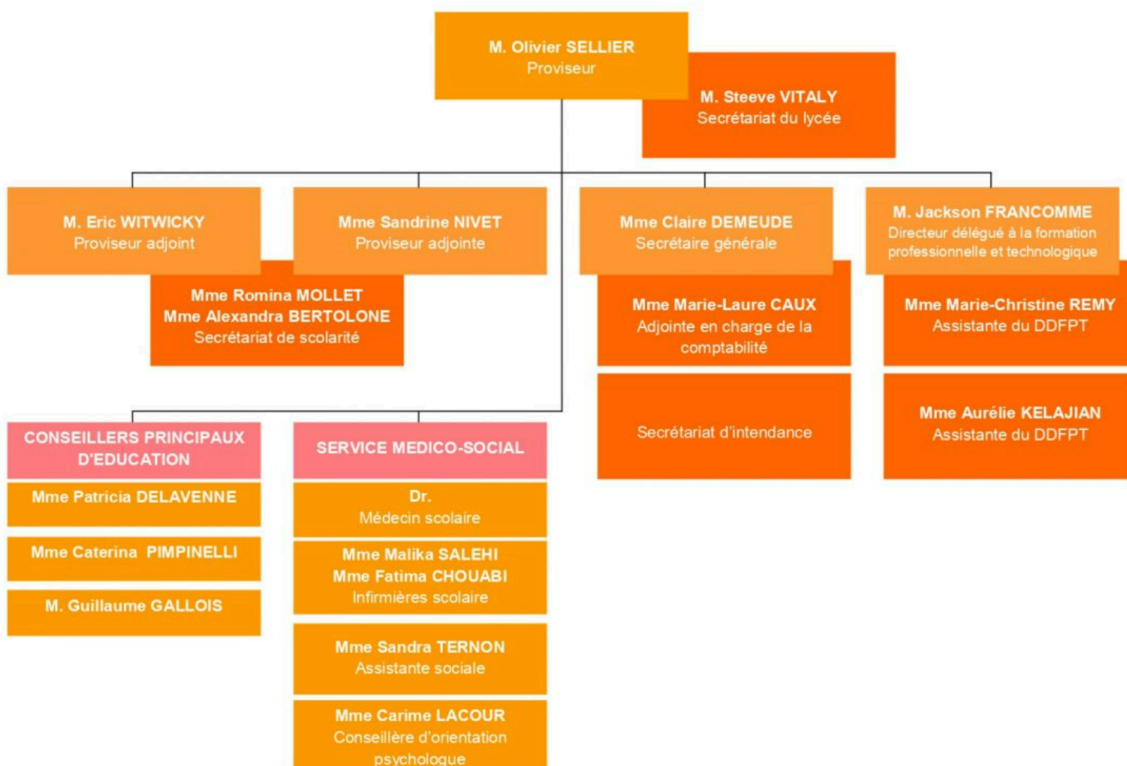 M. Olivier SELLIER
Proviseur
M. Steeve VITALY
Secrétariat du lycée
M. Eric WITWICKY
Proviseur adjoint
Mme Sandrine NIVET
Proviseur adjointe
Mme Claire DEMEUDE
Secrétaire générale
M. Jackson FRANCOMME
Directeur délégué à la formation
professionnelle et technologique
Mme Romina MOLLET
Mme Alexandra BERTOLONE
Secrétariat de scolarité
Mme Marie-Laure CAUX
Adjointe en charge de la
comptabilité
Mme Marie-Christine REMY
Assistante du DDFPT
Secrétariat d'intendance
Mme Aurélie KELAJIAN
Assistante du DDFPT
CONSEILLERS PRINCIPAUX
D'EDUCATION
Mme Patricia DELAVENNE
Mme Caterina PIMPINELLI
M. Guillaume GALLOIS
SERVICE MEDICO-SOCIAL
Dr.
Médecin scolaire
Mme Malika SALEHI
Mme Fatima CHOUABI
Infirmières scolaire
Mme Sandra TERNON
Assistante sociale
Mme Carime LACOUR
Conseillère d'orientation
psychologue